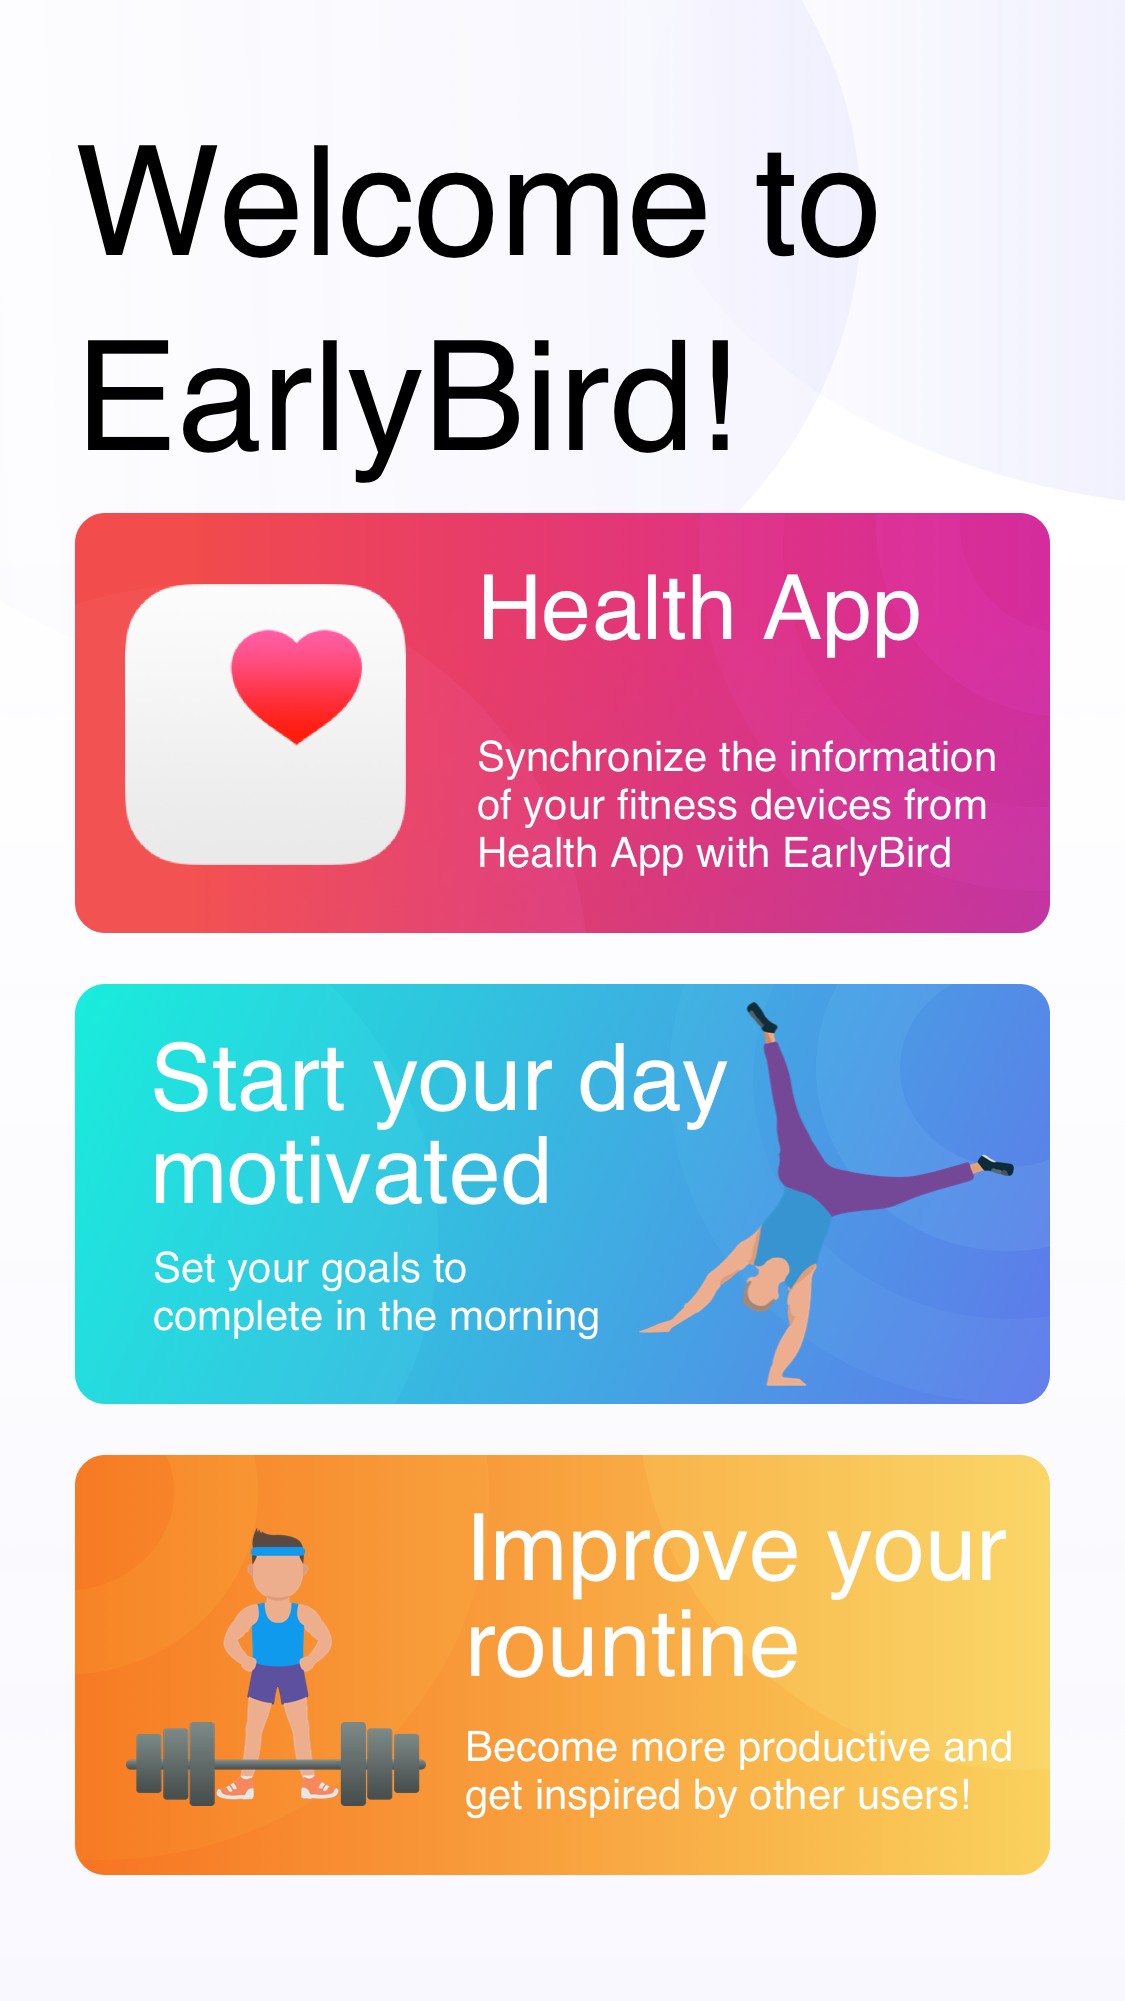 Welcome to
EarlyBird!
Health App
Synchronize the information
of your fitness devices from
Health App with EarlyBird
Start your day
motivated
Set your goals to
complete in the morning
Improve your
rountine
Become more productive and
get inspired by other users!